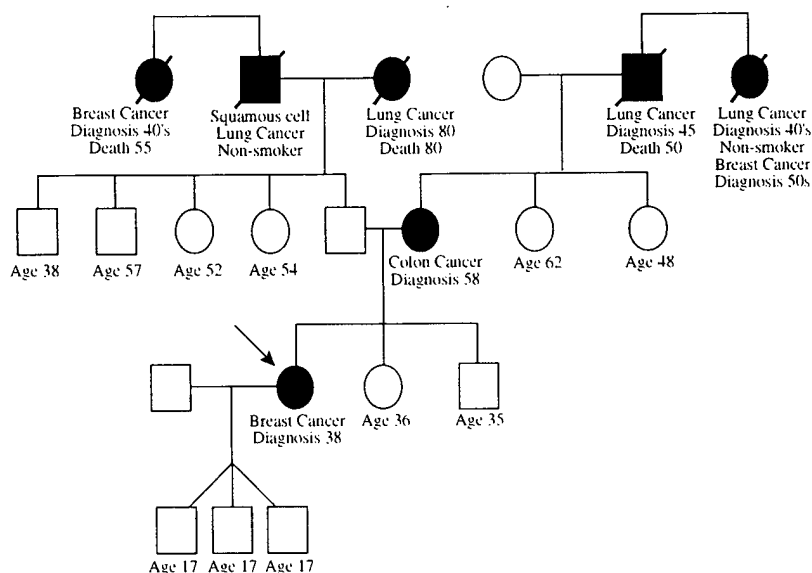 Breast Cancer
Diagnosis 40's
Death 55
Squamous cell
Lung Cancer
Non-smoker
Lung Cancer
Diagnosis 80
Death 80
Lung Cancer
Diagnosis 45
Death 50
Lung Cancer
Diagnosis 40's
Non-smoker
Breast Cancer
Diagnosis 50s
Age 38
Age 57
Age 52
Age 54
Colon Cancer
Diagnosis 58
Age 62
Age 48
Breast Cancer
Diagnosis 38
Age 36
Age 35
Age 17
Age 17
Age 17